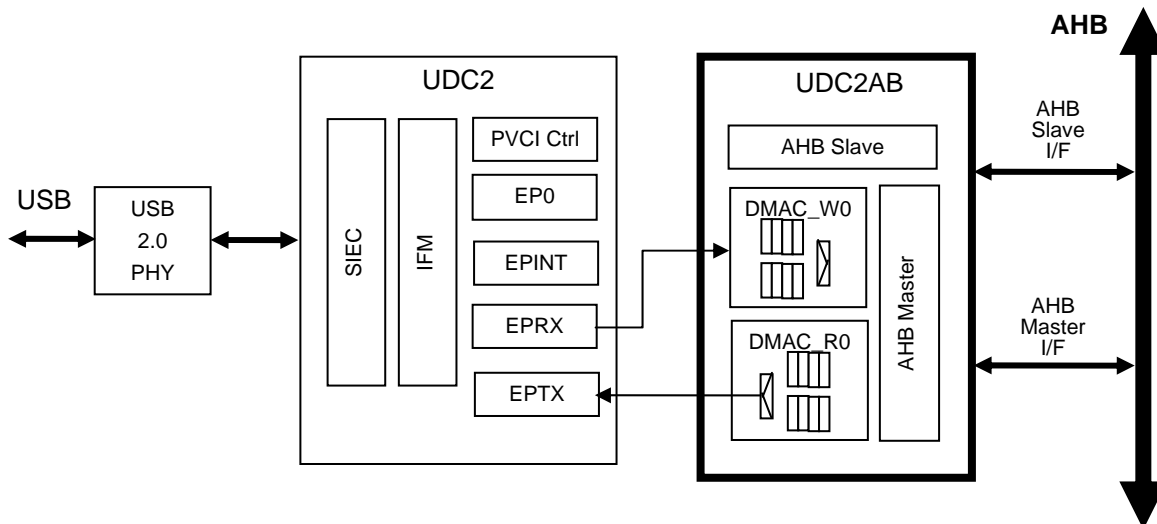 AHB
UDC2
UDC2AB
PVCI Ctrl
AHB Slave
AHB
Slave
I/F
USB
USB
2.0
PHY
SIEC
IFM
EP0
EPINT
EPRX
EPTX
DMAC_W0
DMAC_R0
AHB Master
AHB
Master
I/F